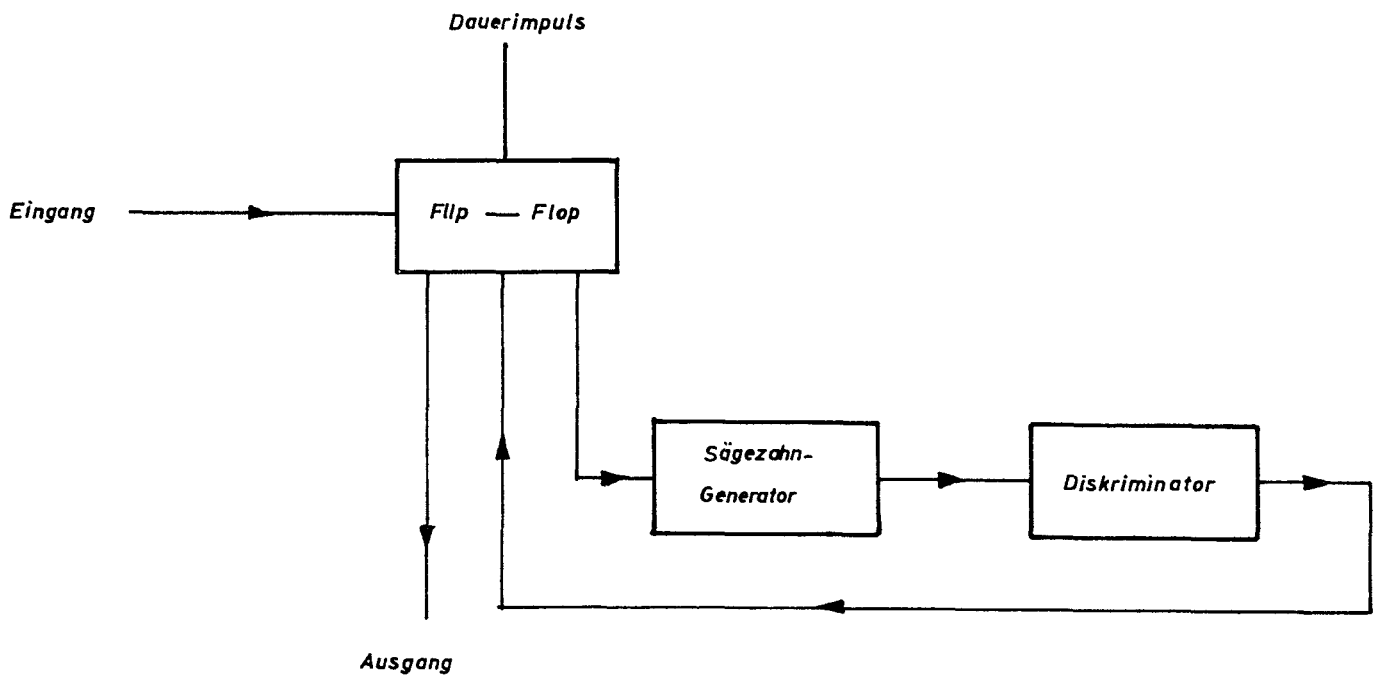 Dauerimpuls
Eingang
Flip — Flop
Sägezahn-
Generator
Diskriminator
Ausgang